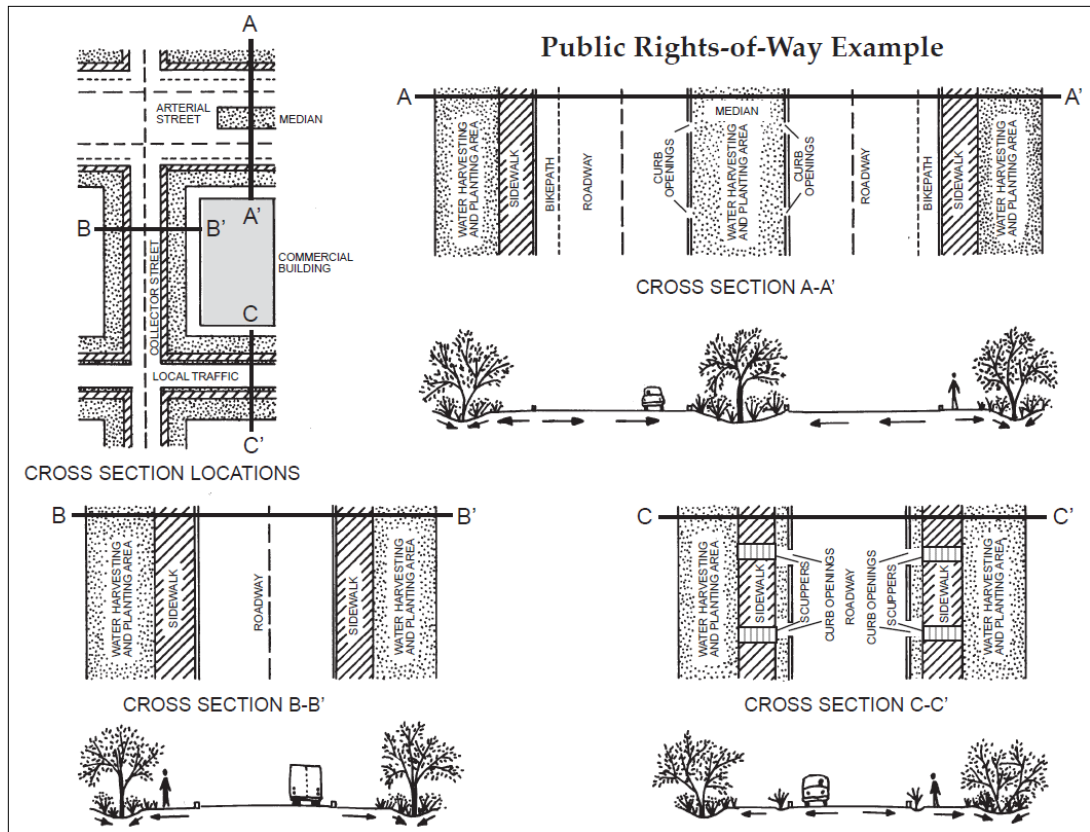 Public Rights-of-Way Example
A
ARTERIAL
STREET
MEDIAN
A'
B
B'
COMMERCIAL
BUILDING
COLLECTOR STREET
C
LOCAL TRAFFIC
C'
CROSS SECTION LOCATIONS
A
A'
WATER HARVESTING
AND PLANTING AREA
SIDEWALK
BIKEPATH
ROADWAY
CURB
OPENINGS
MEDIAN
WATER HARVESTING
AND PLANTING AREA
CURB
OPENINGS
ROADWAY
BIKEPATH
SIDEWALK
WATER HARVESTING
AND PLANTING AREA
CROSS SECTION A-A'
B
B'
WATER HARVESTING
AND PLANTING AREA
SIDEWALK
ROADWAY
SIDEWALK
WATER HARVESTING
AND PLANTING AREA
CROSS SECTION B-B'
C
C'
WATER HARVESTING
AND PLANTING AREA
SIDEWALK
SCUPPERS
CURB OPENINGS
ROADWAY
CURB OPENINGS
SCUPPERS
SIDEWALK
WATER HARVESTING
AND PLANTING AREA
CROSS SECTION C-C'